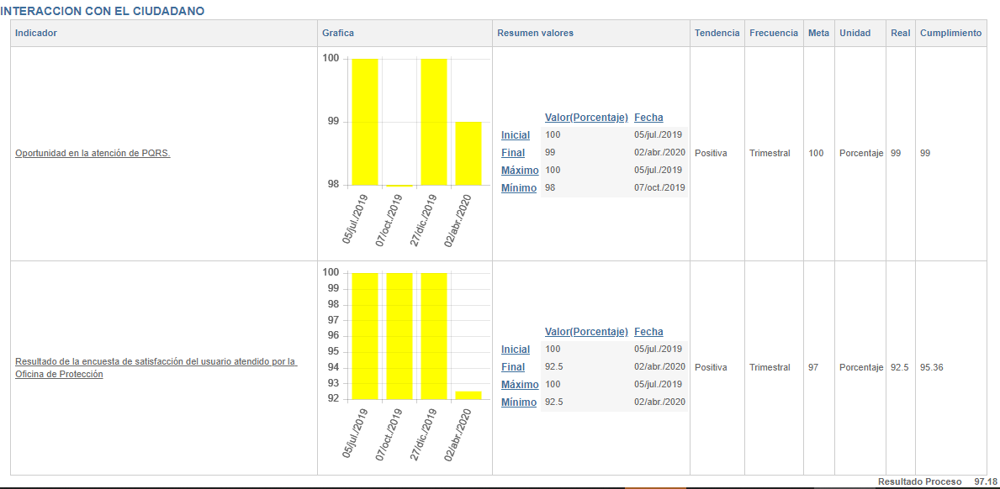 INTERACCION CON EL CIUDADANO
Indicador Grafica Resumen valores Tendencia Frecuencia Meta Unidad Real Cumplimiento
Oportunidad en la atención de PQRS.
100
99
98
05/jul./2019 07/oct./2019 27/dic./2019 02/abr./2020
Valor(Porcentaje) Fecha
Inicial 100 05/jul./2019
Final 99 02/abr./2020
Máximo 100 05/jul./2019
Mínimo 98 07/oct./2019
Positiva Trimestral 100 Porcentaje 99 99
Resultado de la encuesta de satisfacción del usuario atendido por la
Oficina de Protección
100
99
98
97
96
95
94
93
92
05/jul./2019 07/oct./2019 27/dic./2019 02/abr./2020
Valor(Porcentaje) Fecha
Inicial 100 05/jul./2019
Final 92.5 02/abr./2020
Máximo 100 05/jul./2019
Mínimo 92.5 02/abr./2020
Positiva Trimestral 97 Porcentaje 92.5 95.36
Resultado Proceso 97.18